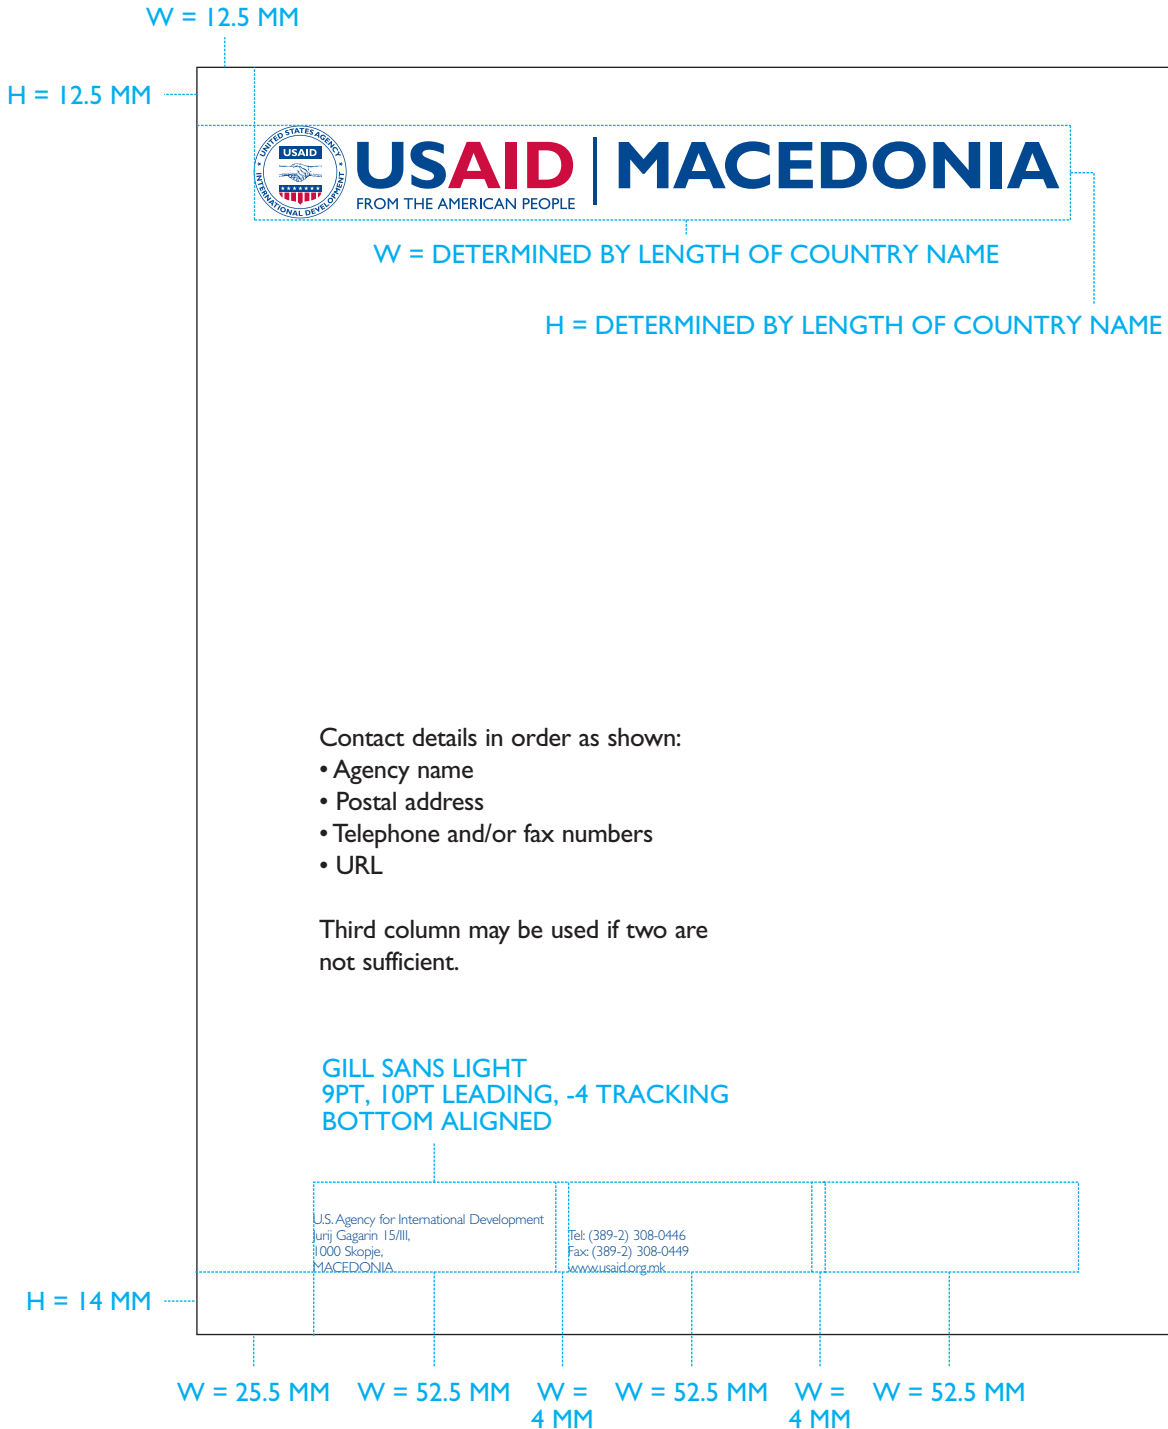 W = 12.5 MM
H = 12.5 MM
UNITED STATES AGENCY
USAID
INTERNATIONAL DEVELOPMENT
USAID
FROM THE AMERICAN PEOPLE
MACEDONIA
W = DETERMINED BY LENGTH OF COUNTRY NAME
H = DETERMINED BY LENGTH OF COUNTRY NAME
Contact details in order as shown:
• Agency name
• Postal address
• Telephone and/or fax numbers
• URL
Third column may be used if two are
not sufficient.
GILL SANS LIGHT
9PT, 10PT LEADING, -4 TRACKING
BOTTOM ALIGNED
U.S. Agency for International Development
Jurij Gagarin 15/III,
1000 Skopje,
MACEDONIA
Tel: (389-2) 308-0446
Fax: (389-2) 308-0449
www.usaid.org.mk
H = 14 MM
W = 25.5 MM
W = 52.5 MM
W =
4 MM
W = 52.5 MM
W =
4 MM
W = 52.5 MM